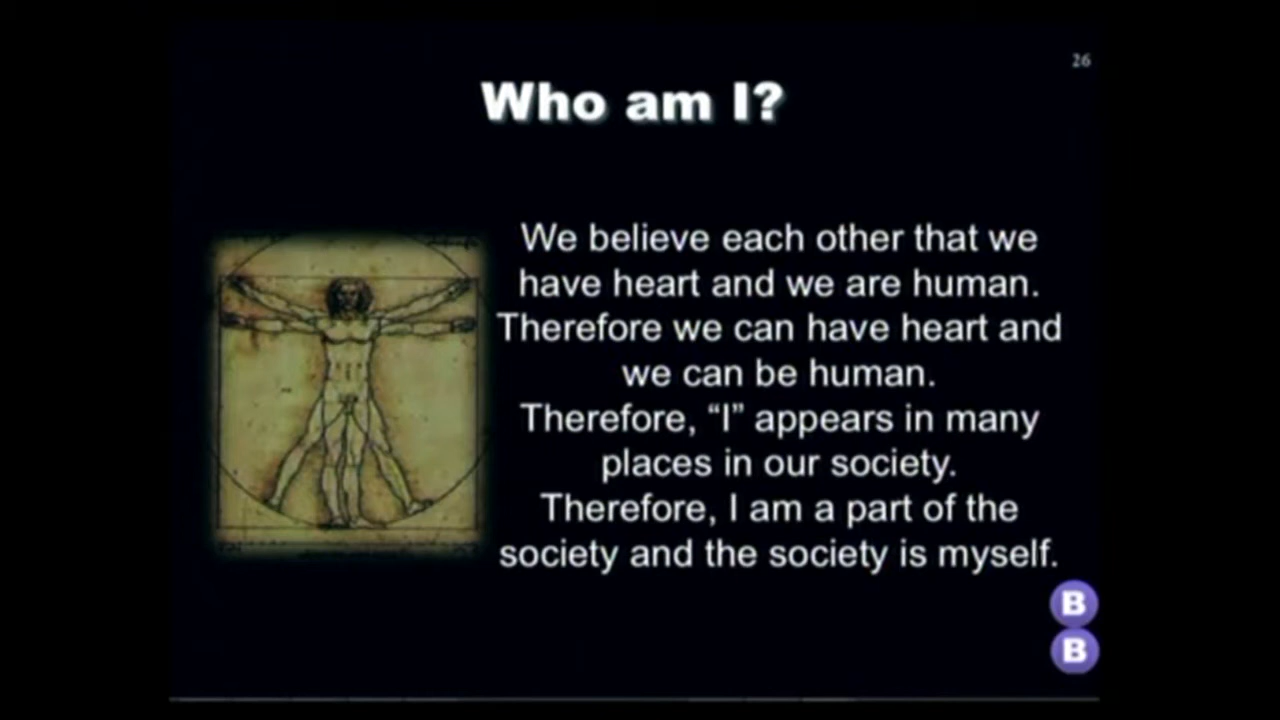 26
Who am I?
We believe each other that we
have heart and we are human.
Therefore we can have heart and
we can be human.
Therefore, “I” appears in many
places in our society.
Therefore, I am a part of the
society and the society is myself.
B
B